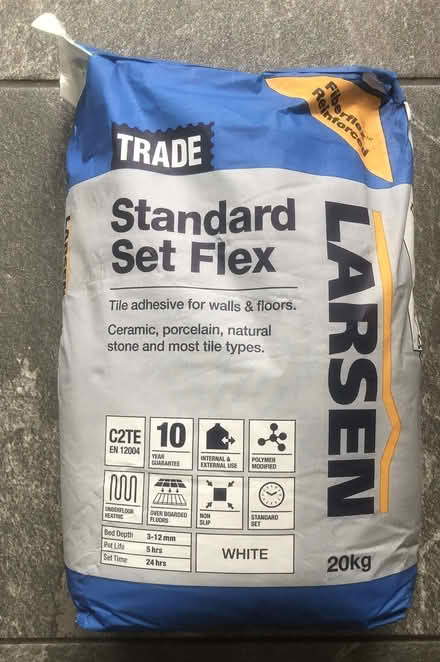 Fiberflex
Reinforced
TRADE
Standard
Set Flex
LARSEN
Tile adhesive for walls & floors.
Ceramic, porcelain, natural
stone and most tile types.
C2TE
EN 12004
10
YEAR
GUARANTEE
INTERNAL &
EXTERNAL USE
POLYMER
MODIFIED
UNDERFLOOR
HEATING
OVER BOARDED
FLOORS
NON
SLIP
STANDARD
SET
Bed Depth 3-12 mm
Pot Life 5 hrs
Set Time 24 hrs
WHITE
20kg